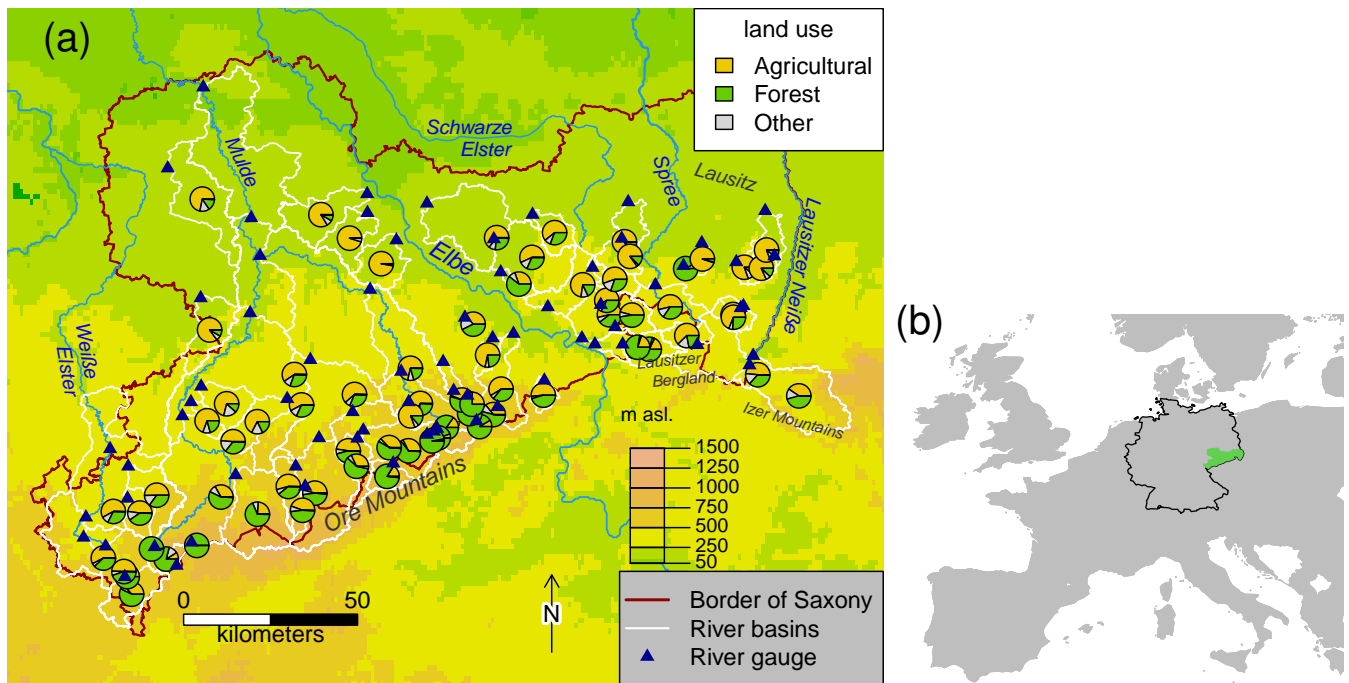 (a)
land use
Agricultural
Forest
Other
Schwarze
Elster
Mulde
Spree
Lausitz
Lausitzer Neiße
Elbe
Weiße
Elster
Lausitzer
Bergland
Izer Mountains
(b)
m asl.
1500
1250
1000
750
500
250
50
Ore Mountains
0
50
kilometers
N
Border of Saxony
River basins
River gauge